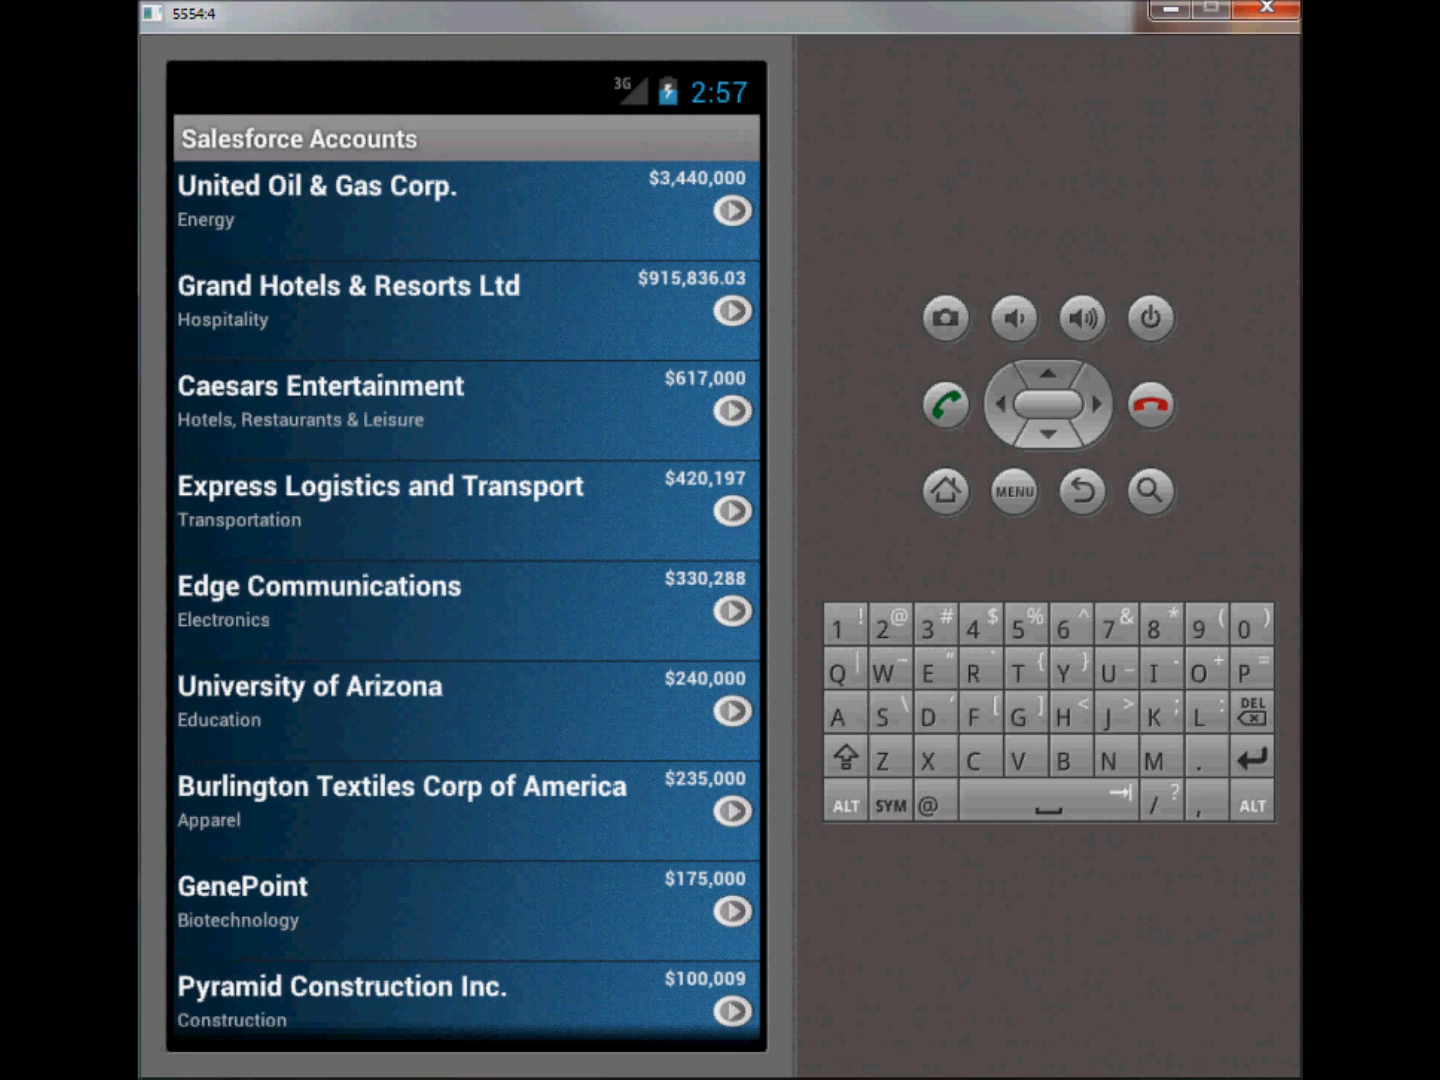 5554:4
3G 2:57
Salesforce Accounts
United Oil & Gas Corp. $3,440,000
Energy
Grand Hotels & Resorts Ltd $915,836.03
Hospitality
Caesars Entertainment $617,000
Hotels, Restaurants & Leisure
Express Logistics and Transport $420,197
Transportation
Edge Communications $330,288
Electronics
University of Arizona $240,000
Education
Burlington Textiles Corp of America $235,000
Apparel
GenePoint $175,000
Biotechnology
Pyramid Construction Inc. $100,009
Construction
MENU
1 ! 2 @ 3 # 4 $ 5 % 6 ^ 7 & 8 * 9 ( 0 )
Q | W ~ E " R ` T { Y } U _ I - O + P =
A S \ D ' F [ G ] H < J > K ; L : DEL
Z X C V B N M .
ALT SYM @ / ? , ALT